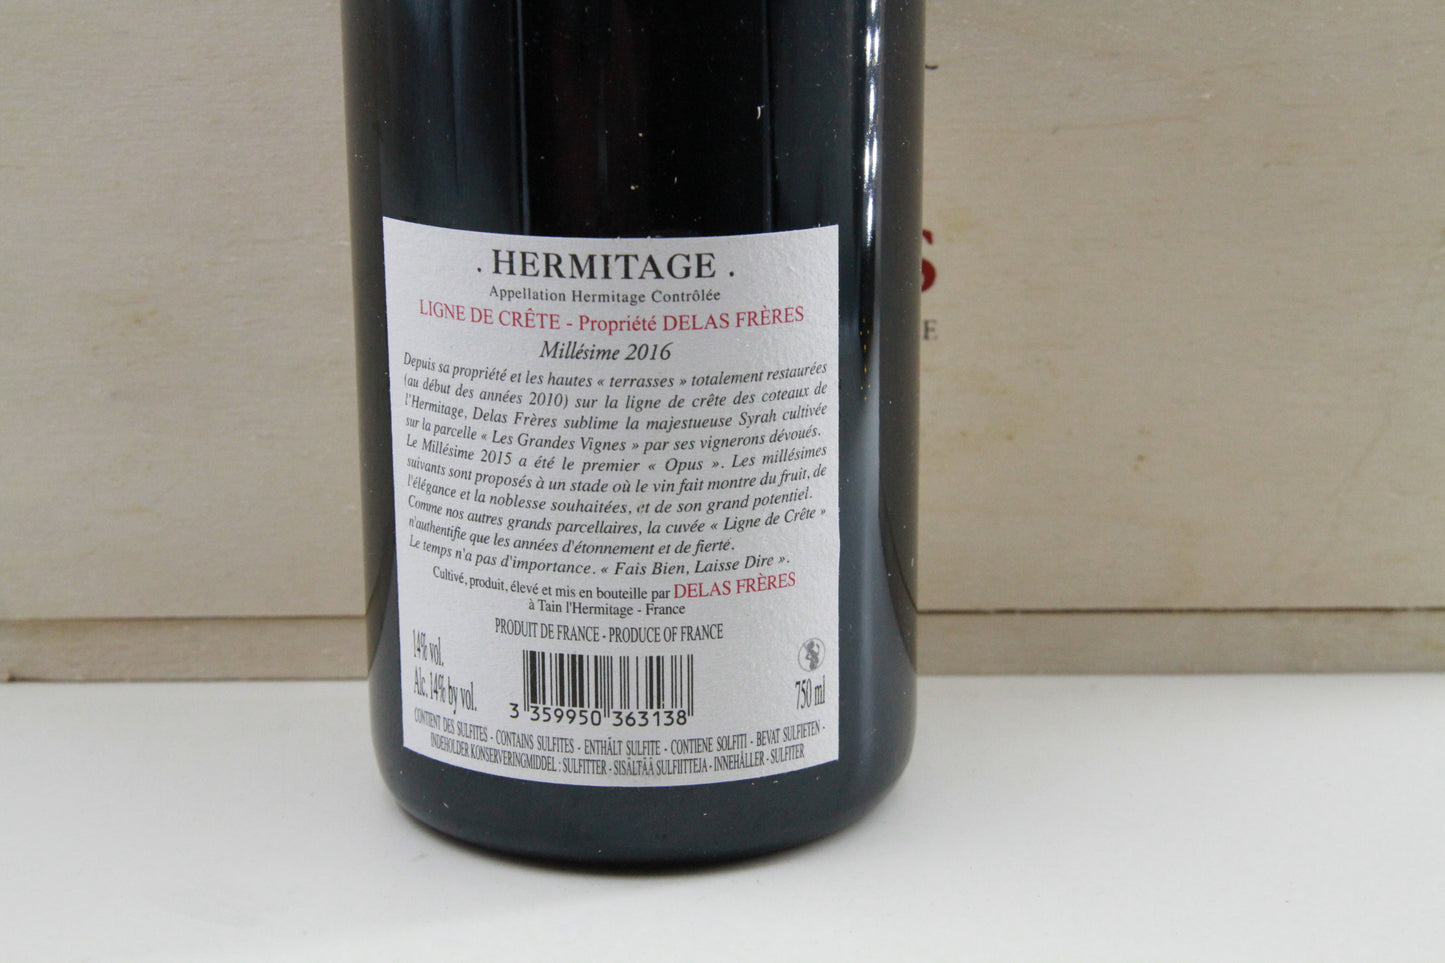 . HERMITAGE .
Appellation Hermitage Contrôlée
LIGNE DE CRÊTE - Propriété DELAS FRÈRES
Millésime 2016
Depuis sa propriété et les hautes « terrasses » totalement restaurées
(au début des années 2010) sur la ligne de crête des coteaux de
l'Hermitage, Delas Frères sublime la majestueuse Syrah cultivée
sur la parcelle « Les Grandes Vignes » par ses vignerons dévoués.
Le Millésime 2015 a été le premier « Opus ». Les millésimes
suivants sont proposés à un stade où le vin fait montre du fruit, de
l'élégance et la noblesse souhaitées, et de son grand potentiel.
Comme nos autres grands parcellaires, la cuvée « Ligne de Crête »
n'authentifie que les années d'étonnement et de fierté.
Le temps n'a pas d'importance. « Fais Bien, Laisse Dire ».
Cultivé, produit, élevé et mis en bouteille par DELAS FRÈRES
à Tain l'Hermitage - France
PRODUIT DE FRANCE - PRODUCE OF FRANCE
14% vol.
Alc. 14% by vol.
3 359950 363138
750 ml
CONTIENT DES SULFITES - CONTAINS SULFITES - ENTHÄLT SULFITE - CONTIENE SOLFITI - BEVAT SULFIETEN -
INDEHOLDER KONSERVERINGMIDDEL : SULFITTER - SISÄLTÄÄ SULFIITTEJA - INNEHÅLLER - SULFITER
S
E